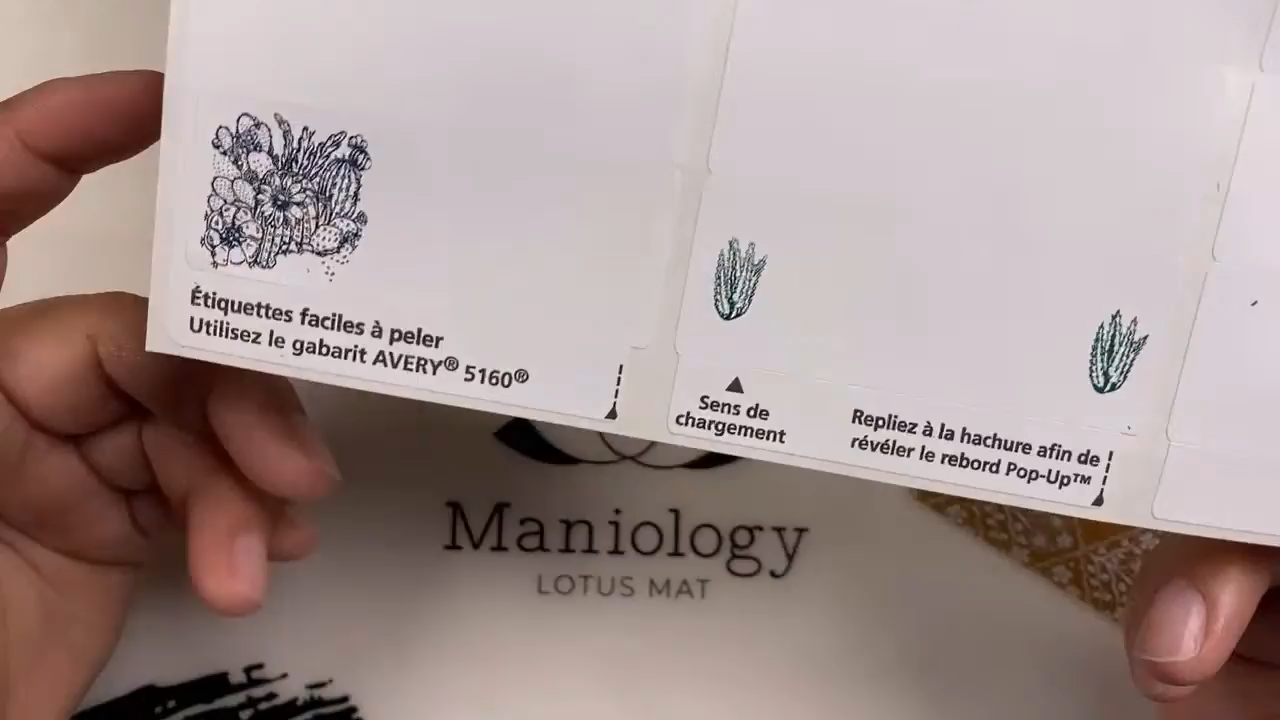 Étiquettes faciles à peler
Utilisez le gabarit AVERY® 5160®
Sens de
chargement
Repliez à la hachure afin de
révéler le rebord Pop-Up™
Maniology
LOTUS MAT